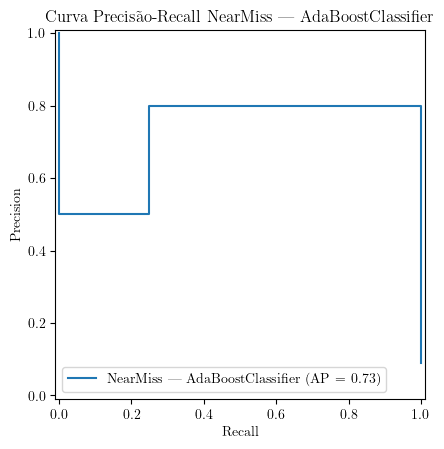 Curva Precisão-Recall NearMiss — AdaBoostClassifier
1.0
0.8
0.6
0.4
0.2
0.0
Precision
NearMiss — AdaBoostClassifier (AP = 0.73)
0.0 0.2 0.4 0.6 0.8 1.0
Recall